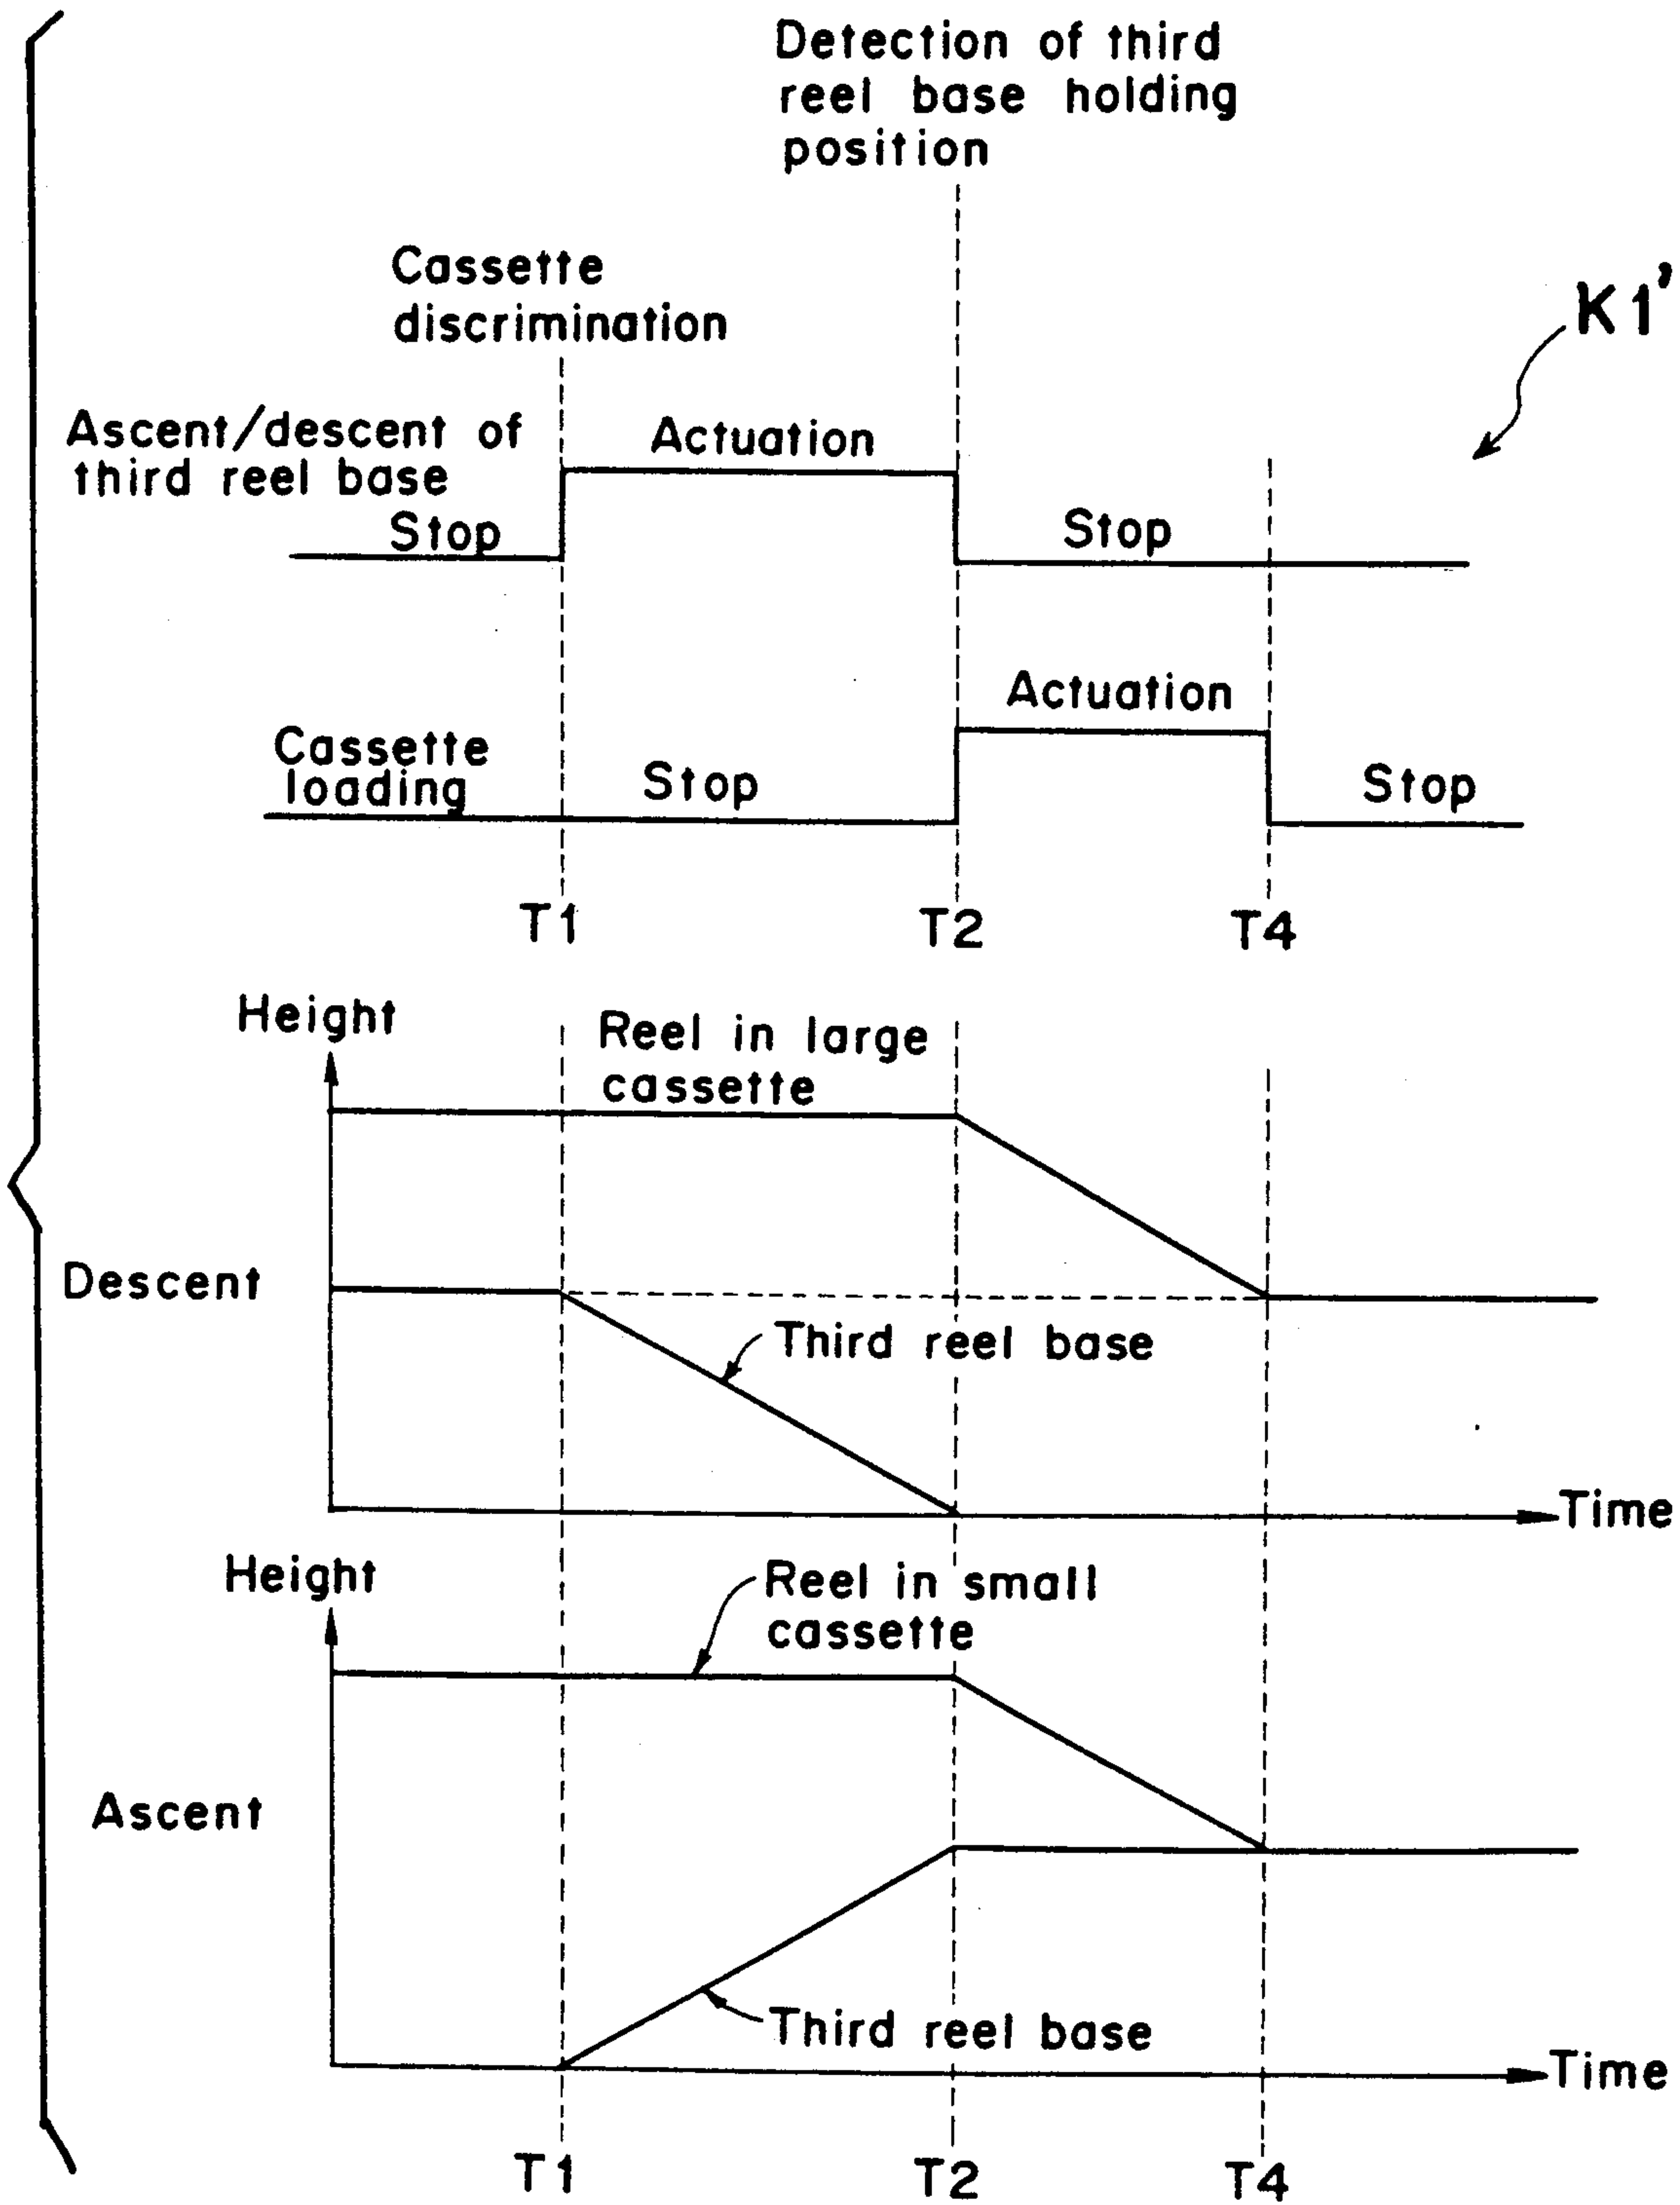 Detection of third
reel base holding
position
Cassette
discrimination
K1'
Ascent/descent of
third reel base
Actuation
Stop
Stop
Actuation
Cassette
loading
Stop
Stop
T1
T2
T4
Height
Reel in large
cassette
Descent
Third reel base
Time
Height
Reel in small
cassette
Ascent
Third reel base
Time
T1
T2
T4